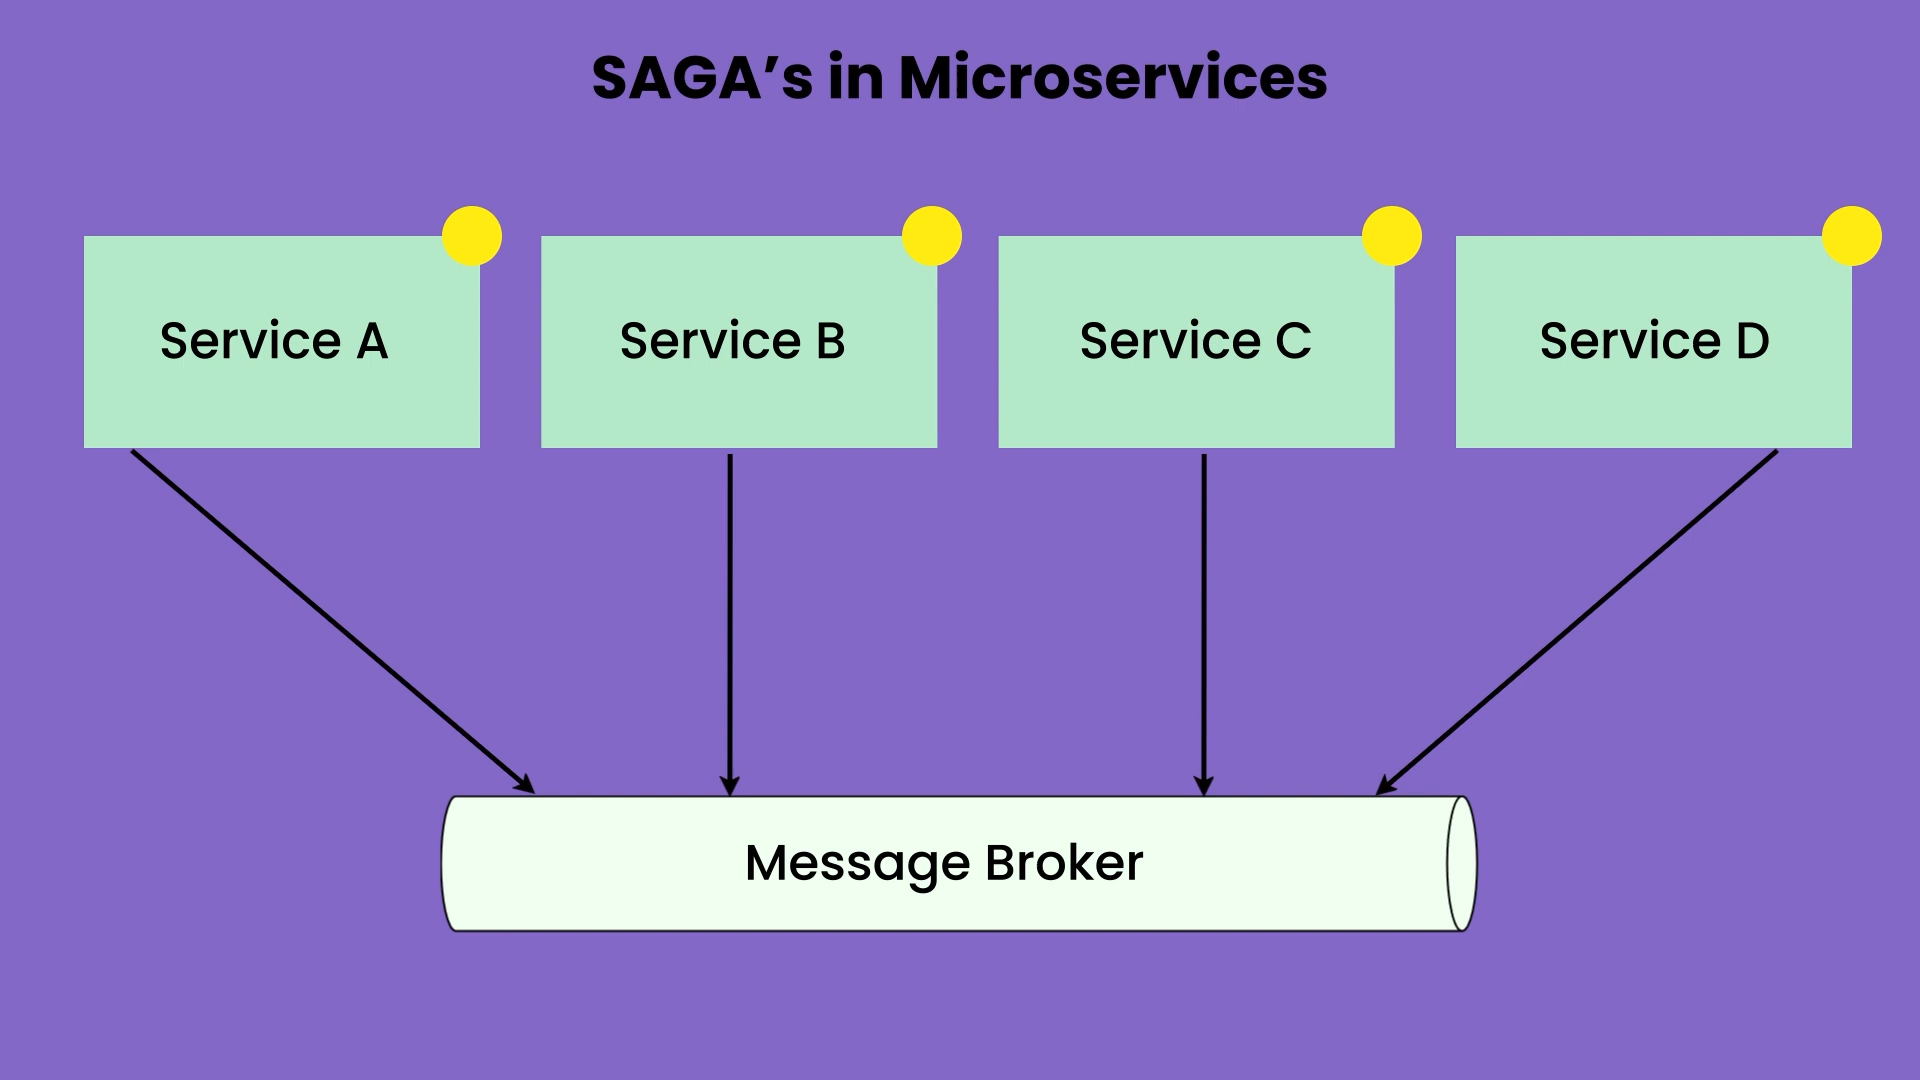 SAGA’s in Microservices
Service A
Service B
Service C
Service D
Message Broker